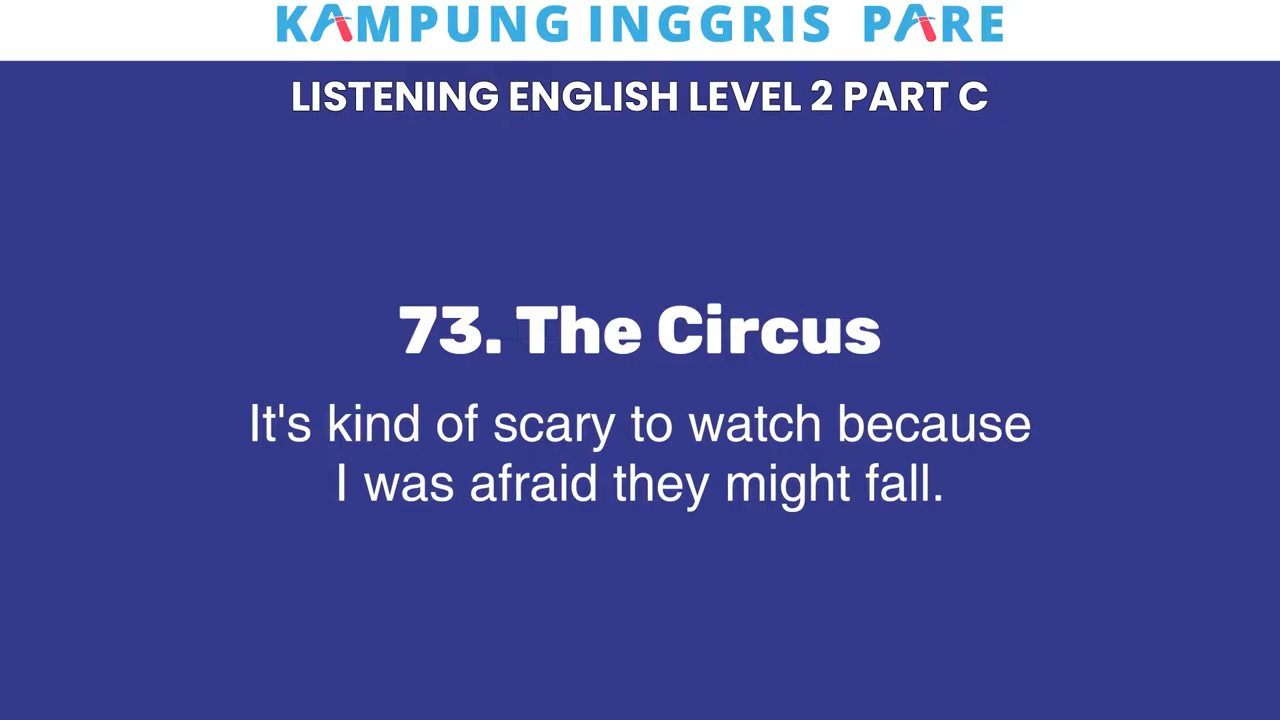 KAMPUNG INGGRIS PARE
LISTENING ENGLISH LEVEL 2 PART C
73. The Circus
It's kind of scary to watch because
I was afraid they might fall.